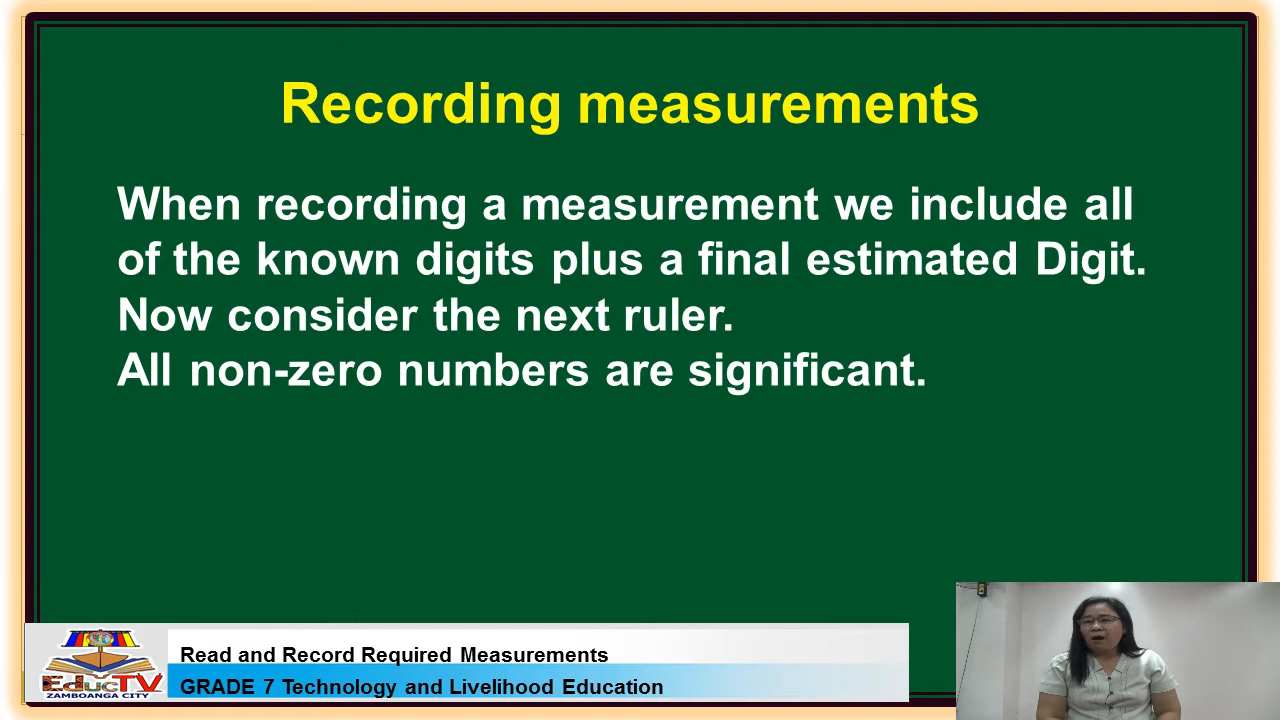 Recording measurements
When recording a measurement we include all
of the known digits plus a final estimated Digit.
Now consider the next ruler.
All non-zero numbers are significant.
Read and Record Required Measurements
GRADE 7 Technology and Livelihood Education
EducTV
ZAMBOANGA CITY